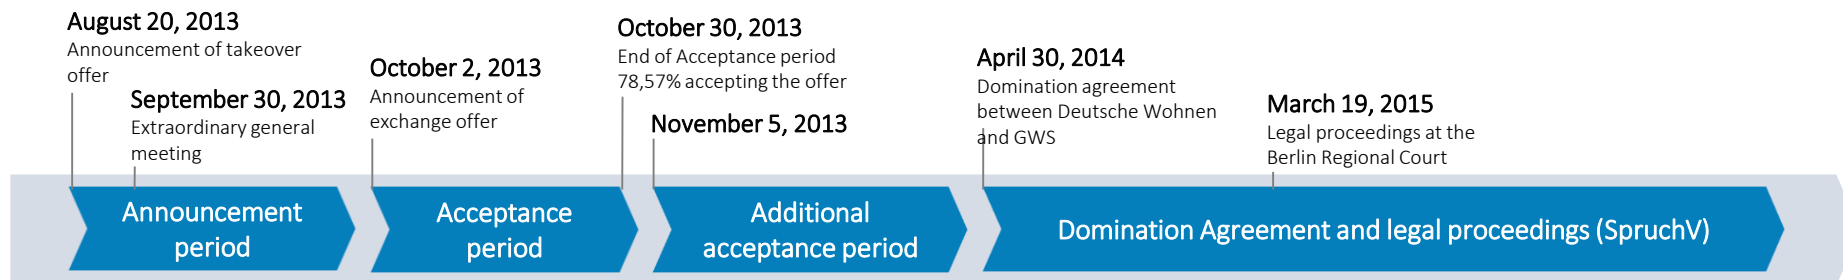 August 20, 2013
Announcement of takeover
offer
September 30, 2013
Extraordinary general
meeting
October 2, 2013
Announcement of
exchange offer
October 30, 2013
End of Acceptance period
78,57% accepting the offer
November 5, 2013
April 30, 2014
Domination agreement
between Deutsche Wohnen
and GWS
March 19, 2015
Legal proceedings at the
Berlin Regional Court
Announcement
period
Acceptance
period
Additional
acceptance period
Domination Agreement and legal proceedings (SpruchV)